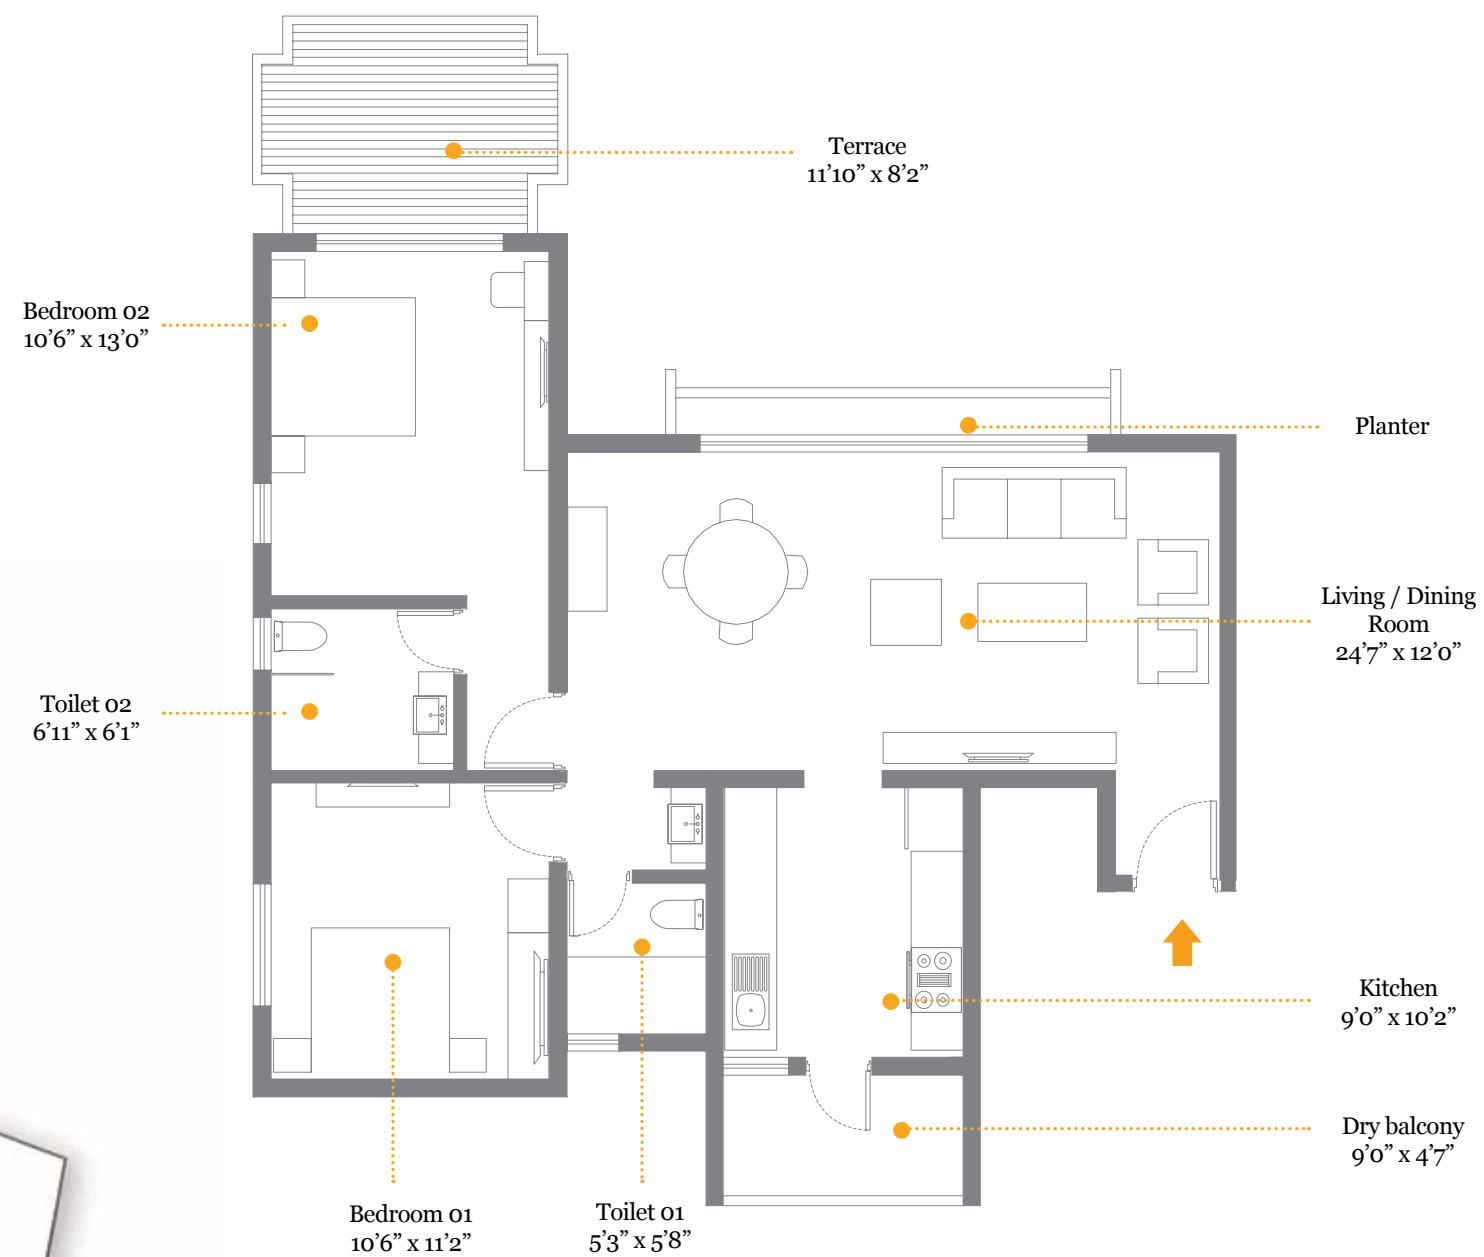 Terrace
11’10” x 8’2”
Bedroom 02
10’6” x 13’0”
Planter
Living / Dining
Room
24’7” x 12’0”
Toilet 02
6’11” x 6’1”
Kitchen
9’0” x 10’2”
Dry balcony
9’0” x 4’7”
Bedroom 01
10’6” x 11’2”
Toilet 01
5’3” x 5’8”